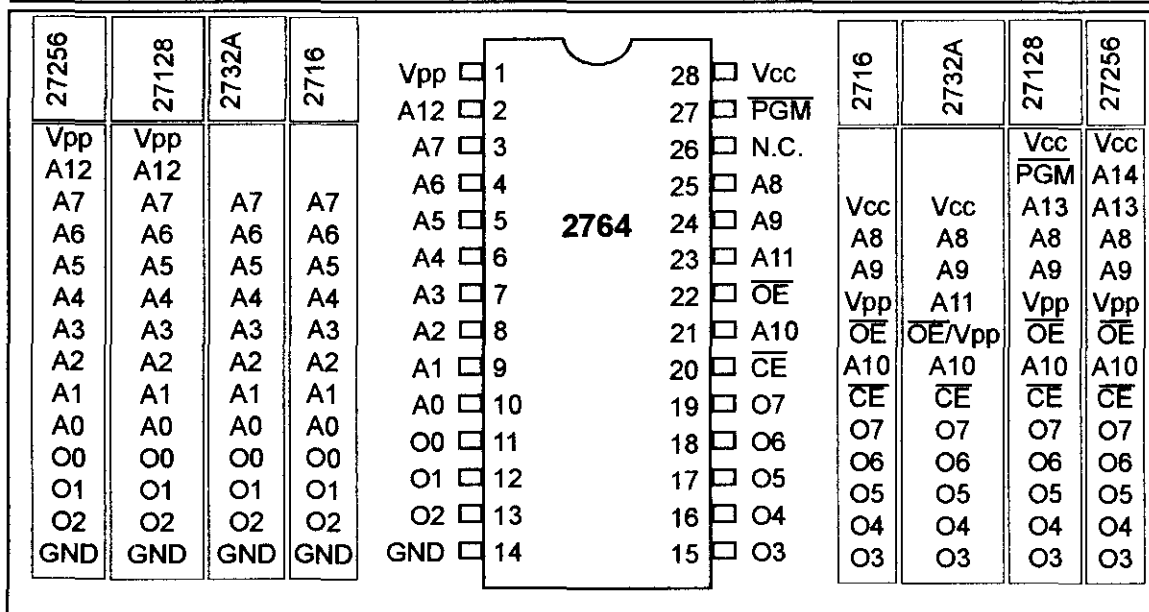 27256 27128 2732A 2716 2716 2732A 27128 27256
Vpp Vpp Vpp 1 28 Vcc Vcc Vcc
A12 A12 A12 2 27 PGM PGM A14
A7 A7 A7 A7 A7 3 26 N.C. Vcc Vcc A13 A13
A6 A6 A6 A6 A6 4 25 A8 A8 A8 A8 A8
A5 A5 A5 A5 A5 5 2764 24 A9 A9 A9 A9 A9
A4 A4 A4 A4 A4 6 23 A11 Vpp A11 Vpp Vpp
A3 A3 A3 A3 A3 7 22 OE OE OE/Vpp OE OE
A2 A2 A2 A2 A2 8 21 A10 A10 A10 A10 A10
A1 A1 A1 A1 A1 9 20 CE CE CE CE CE
A0 A0 A0 A0 A0 10 19 O7 O7 O7 O7 O7
O0 O0 O0 O0 O0 11 18 O6 O6 O6 O6 O6
O1 O1 O1 O1 O1 12 17 O5 O5 O5 O5 O5
O2 O2 O2 O2 O2 13 16 O4 O4 O4 O4 O4
GND GND GND GND GND 14 15 O3 O3 O3 O3 O3